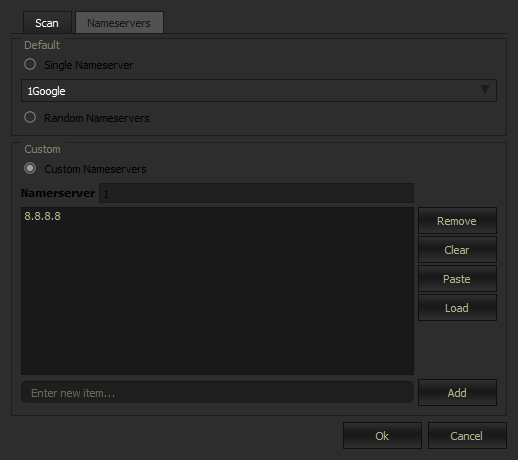 Scan Nameservers
Default
Single Nameserver
1Google
Random Nameservers
Custom
Custom Nameservers
Namerserver 1
8.8.8.8
Remove
Clear
Paste
Load
Enter new item... Add
Ok Cancel